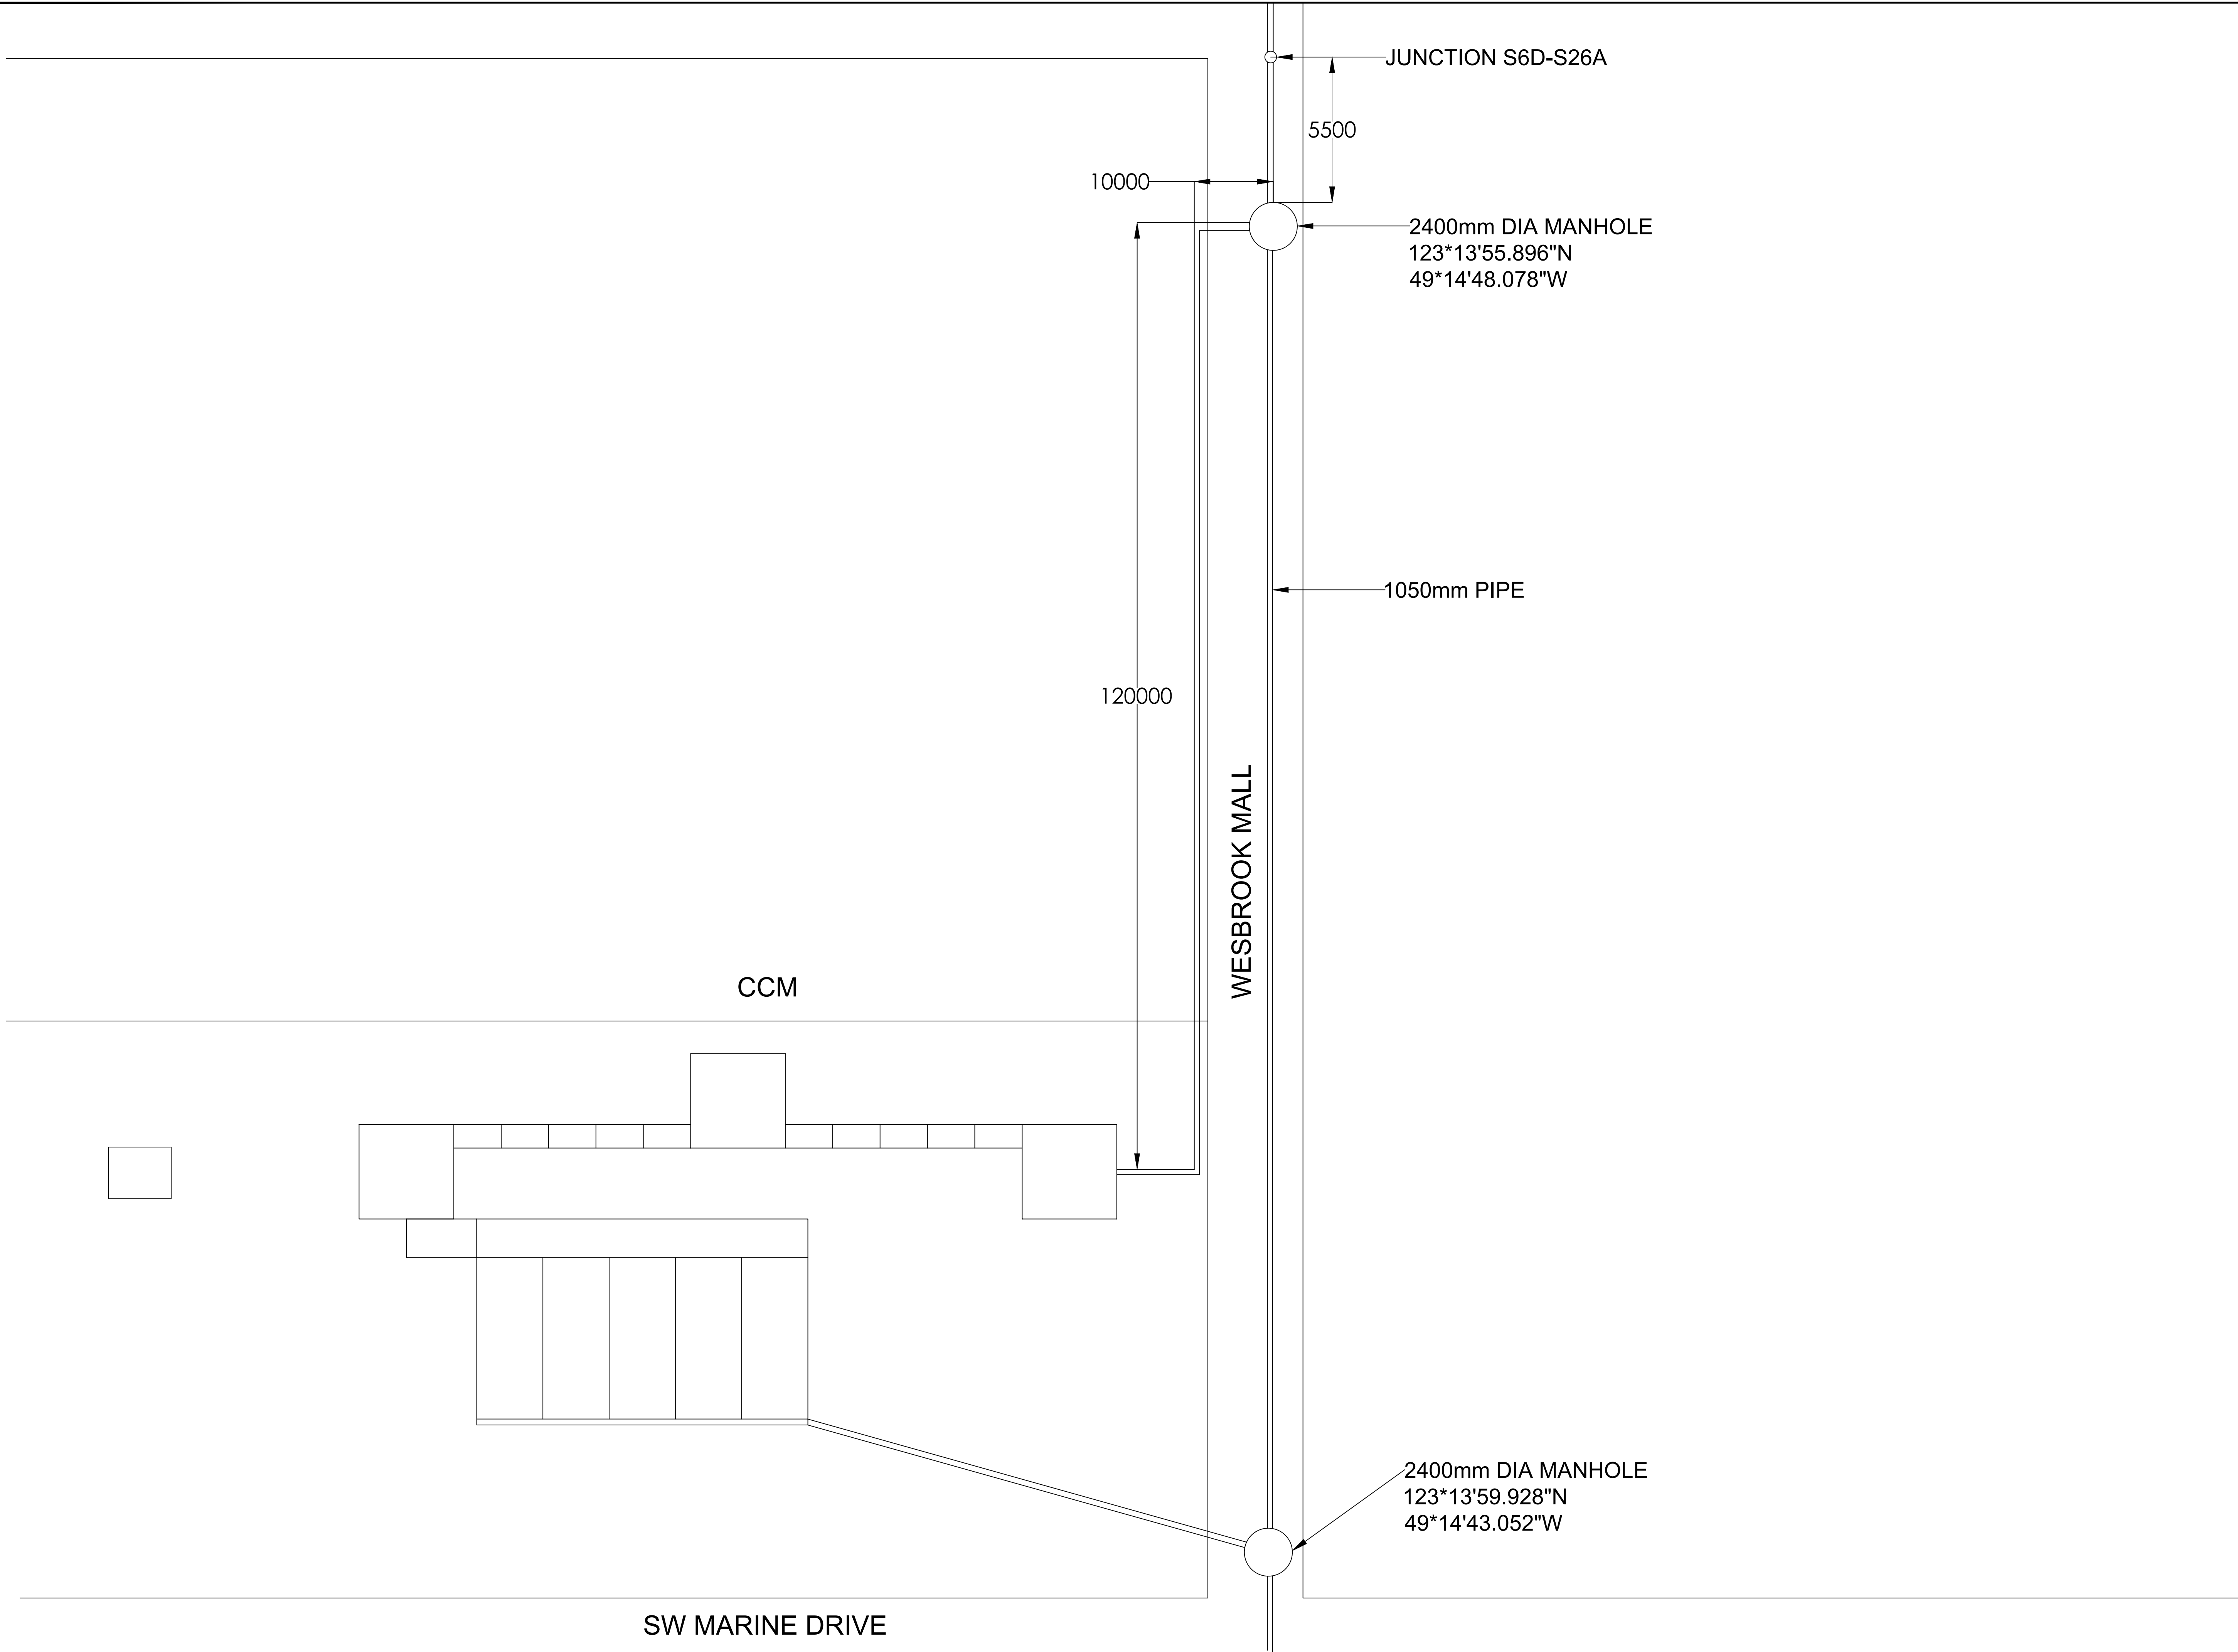 JUNCTION S6D-S26A
5500
10000
2400mm DIA MANHOLE
123*13'55.896"N
49*14'48.078"W
1050mm PIPE
120000
WESBROOK MALL
CCM
2400mm DIA MANHOLE
123*13'59.928"N
49*14'43.052"W
SW MARINE DRIVE